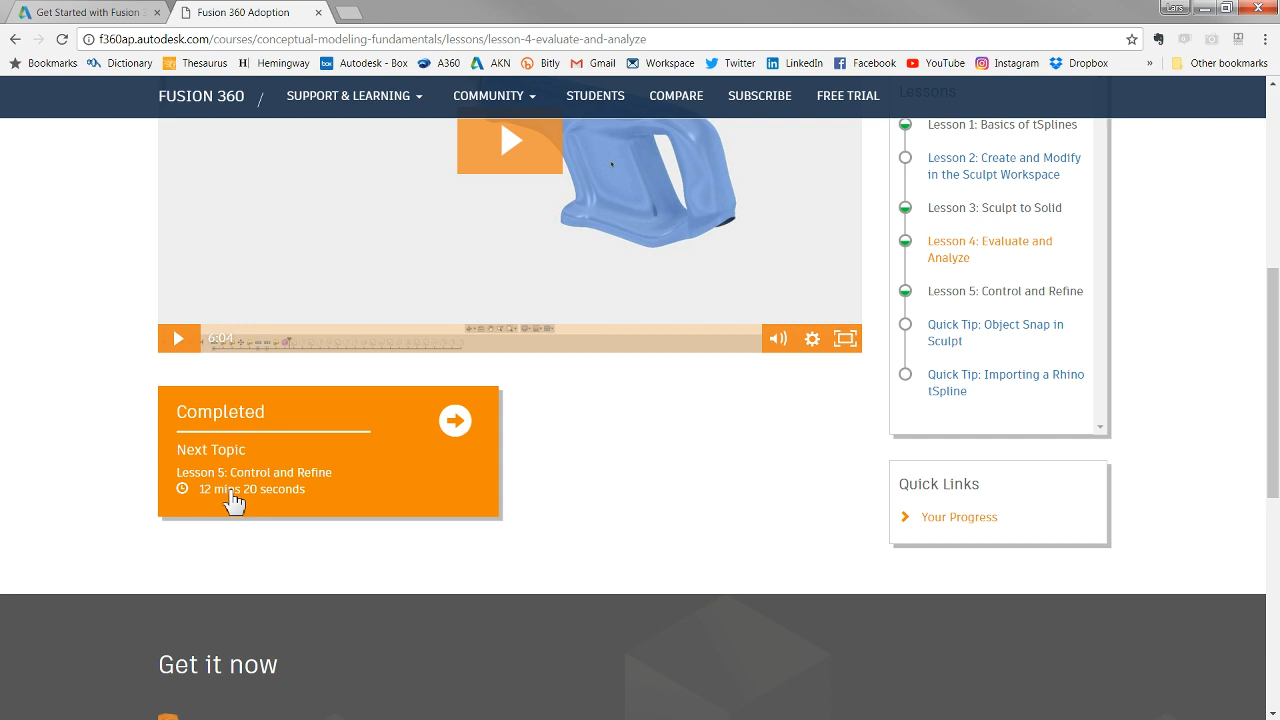 Get Started with Fusion
Fusion 360 Adoption
Lars
f360ap.autodesk.com/courses/conceptual-modeling-fundamentals/lessons/lesson-4-evaluate-and-analyze
Bookmarks
Dictionary
Thesaurus
Hemingway
Autodesk - Box
A360
AKN
Bitly
Gmail
Workspace
Twitter
LinkedIn
Facebook
YouTube
Instagram
Dropbox
»
Other bookmarks
FUSION 360 /
SUPPORT & LEARNING
COMMUNITY
STUDENTS
COMPARE
SUBSCRIBE
FREE TRIAL
Lessons
Lesson 1: Basics of tSplines
Lesson 2: Create and Modify
in the Sculpt Workspace
Lesson 3: Sculpt to Solid
Lesson 4: Evaluate and
Analyze
Lesson 5: Control and Refine
Quick Tip: Object Snap in
Sculpt
Quick Tip: Importing a Rhino
tSpline
6:04
Completed
Next Topic
Lesson 5: Control and Refine
12 mins 20 seconds
Quick Links
Your Progress
Get it now